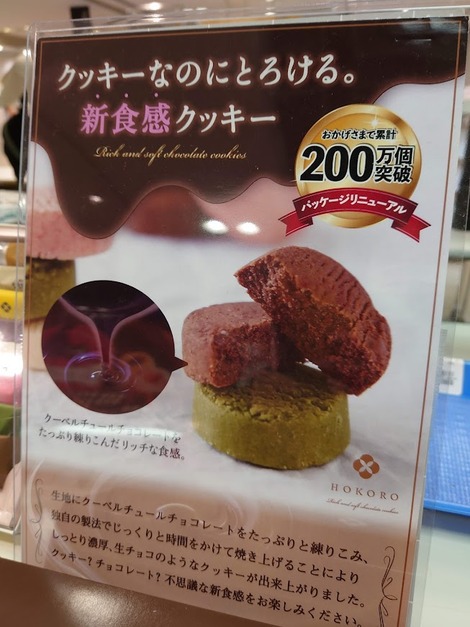 クッキーなのにとろける。
新食感クッキー
Rich and soft chocolate cookies
おかげさまで累計
200万個
突破
パッケージリニューアル
クーベルチュールチョコレートを
たっぷり練りこんだリッチな食感。
HOKORO
Rich and soft chocolate cookies
生地にクーベルチュールチョコレートをたっぷりと練りこみ、
独自の製法でじっくりと時間をかけて焼き上げることにより
しっとり濃厚、生チョコのようなクッキーが出来上がりました。
クッキー?チョコレート?不思議な新食感をお楽しみください。